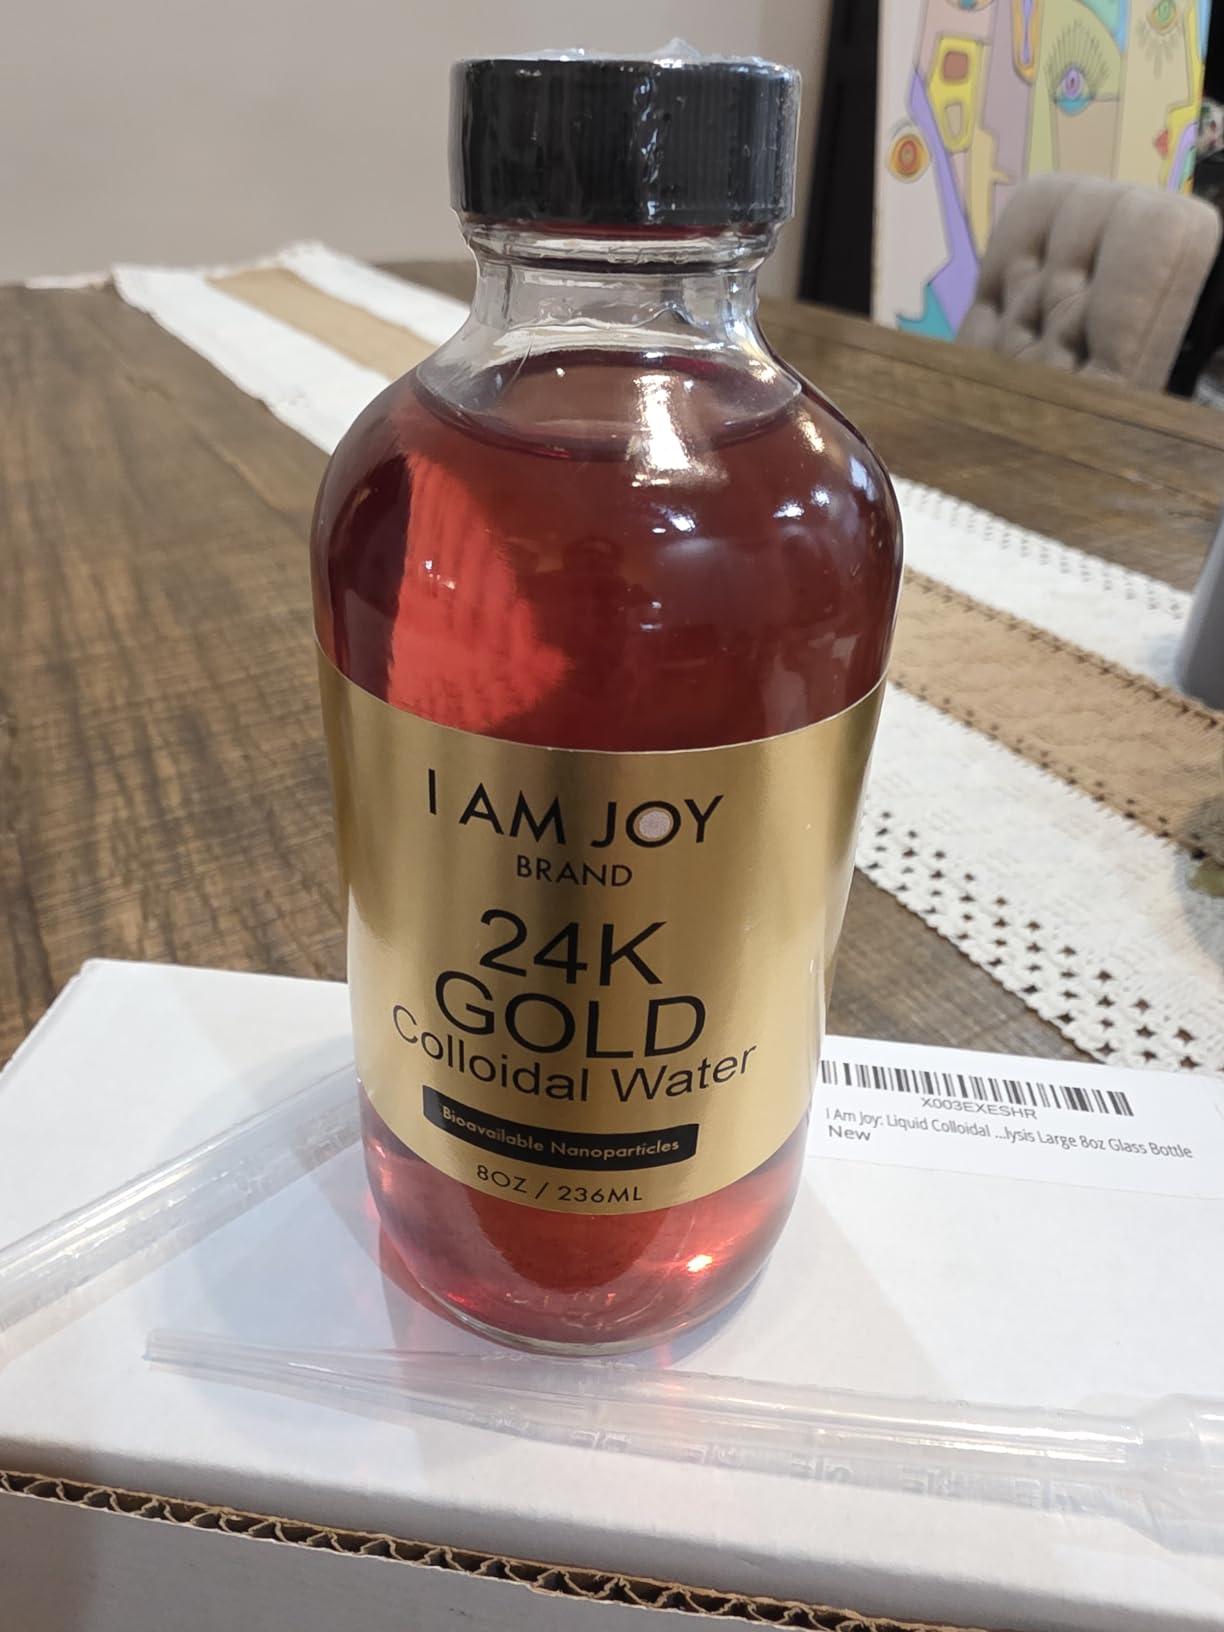 I AM JOY
BRAND
24K
GOLD
Colloidal Water
Bioavailable Nanoparticles
8OZ / 236ML
X003EXESHR
I Am Joy: Liquid Colloidal ...lysis Large 8oz Glass Bottle
New